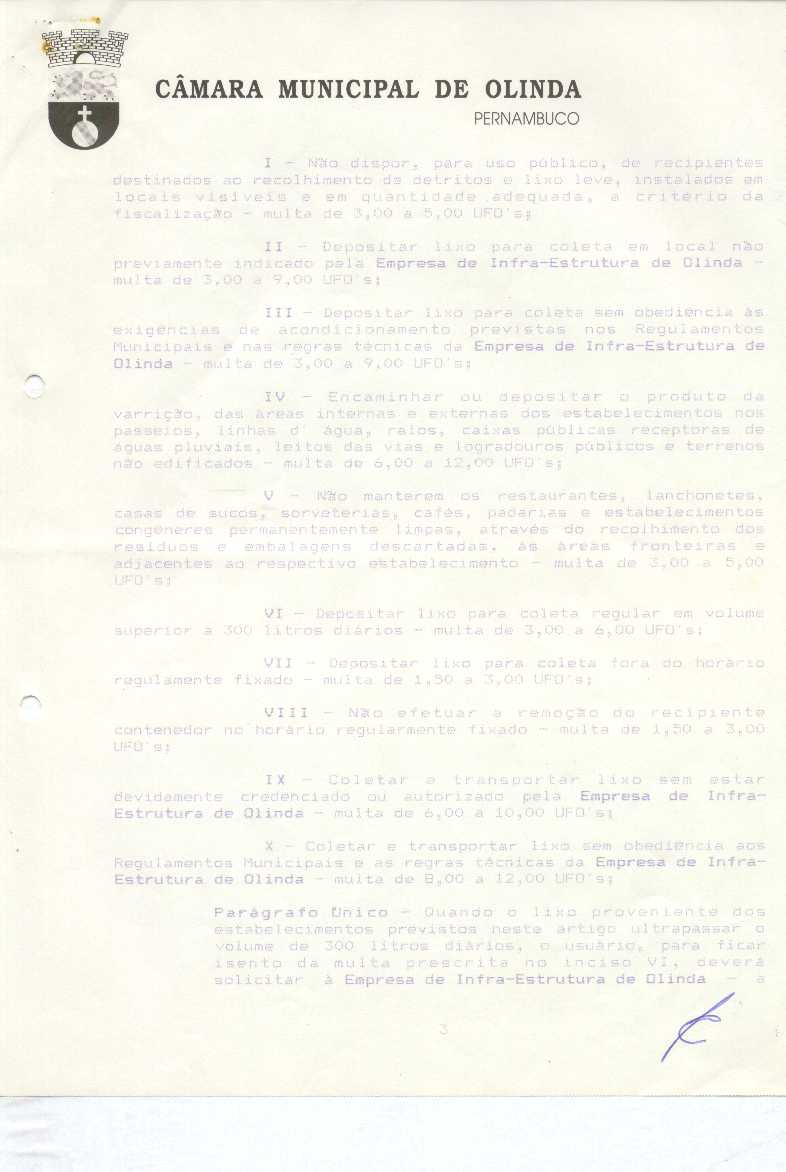 CÂMARA MUNICIPAL DE OLINDA
PERNAMBUCO
I - Não dispor, para uso público, de recipientes
destinados ao recolhimento de detritos e lixo leve, instalados em
locais visíveis e em quantidade adequada, a critério da
fiscalização - multa de 3,00 a 5,00 UFO's;
II - Depositar lixo para coleta em local não
previamente indicado pela Empresa de Infra-Estrutura de Olinda -
multa de 3,00 a 9,00 UFO's;
III - Depositar lixo para coleta sem obediência às
exigências de acondicionamento previstas nos Regulamentos
Municipais e nas regras técnicas da Empresa de Infra-Estrutura de
Olinda - multa de 3,00 a 9,00 UFO's;
IV - Encaminhar ou depositar o produto da
varrição, das áreas internas e externas dos estabelecimentos nos
passeios, linhas d' água, ralos, caixas públicas receptoras de
águas pluviais, leitos das vias e logradouros públicos e terrenos
não edificados - multa de 6,00 a 12,00 UFO's;
V - Não manterem os restaurantes, lanchonetes,
casas de sucos, sorveterias, cafés, padarias e estabelecimentos
congêneres permanentemente limpas, através do recolhimento dos
resíduos e embalagens descartadas, às áreas fronteiras e
adjacentes ao respectivo estabelecimento - multa de 3,00 a 5,00
UFO's;
VI - Depositar lixo para coleta regular em volume
superior a 300 litros diários - multa de 3,00 a 6,00 UFO's;
VII - Depositar lixo para coleta fora do horário
regulamente fixado - multa de 1,50 a 3,00 UFO's;
VIII - Não efetuar a remoção do recipiente
contenedor no horário regularmente fixado - multa de 1,50 a 3,00
UFO's;
IX - Coletar e transportar lixo sem estar
devidamente credenciado ou autorizado pela Empresa de Infra-
Estrutura de Olinda - multa de 6,00 a 10,00 UFO's;
X - Coletar e transportar lixo sem obediência aos
Regulamentos Municipais e as regras técnicas da Empresa de Infra-
Estrutura de Olinda - multa de 8,00 a 12,00 UFO's;
Parágrafo Único - Quando o lixo proveniente dos
estabelecimentos previstos neste artigo ultrapassar o
volume de 300 litros diários, o usuário, para ficar
isento da multa prescrita no inciso VI, deverá
solicitar à Empresa de Infra-Estrutura de Olinda - a
3